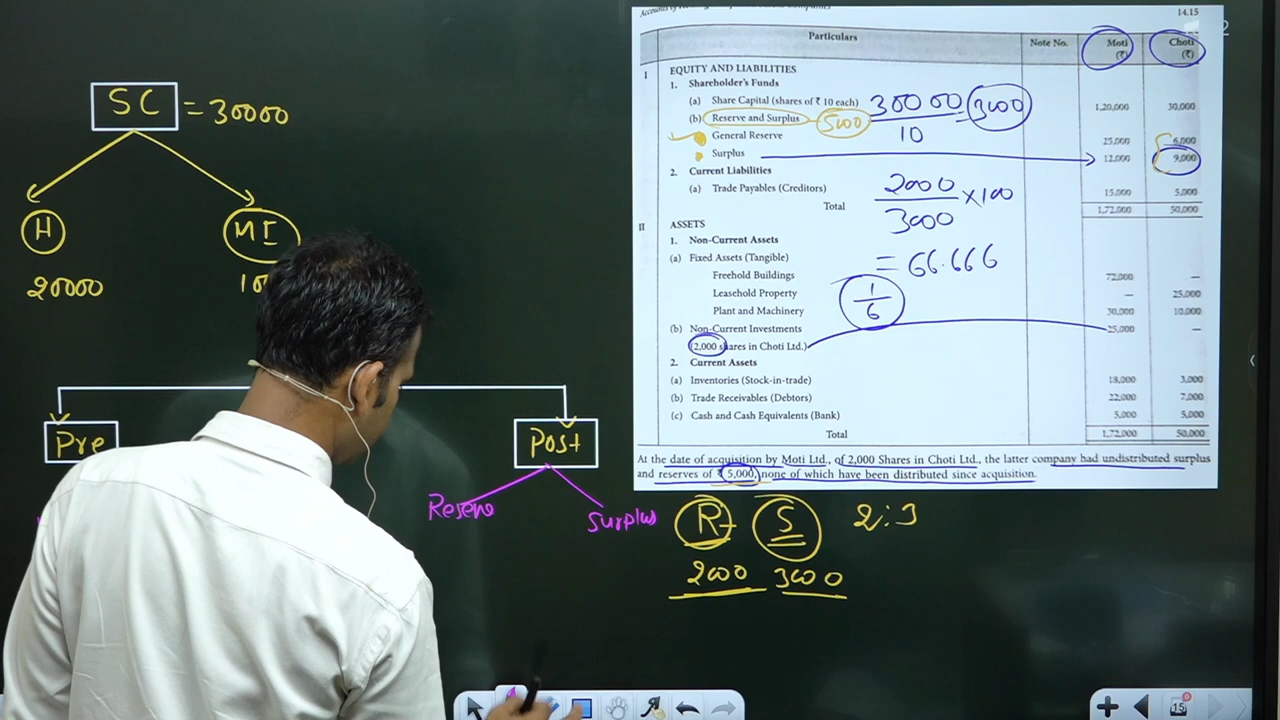 SC = 30000
H
MI
20000
10
Pre
Post
Reserve
Surplus
14.15
Particulars
Note No.
Moti (₹)
Choti (₹)
I EQUITY AND LIABILITIES
1. Shareholder's Funds
(a) Share Capital (shares of ₹ 10 each) 1,20,000 30,000
(b) Reserve and Surplus 5000
General Reserve 25,000 6,000
Surplus 12,000 9,000
2. Current Liabilities
(a) Trade Payables (Creditors) 15,000 5,000
Total 1,72,000 50,000
30000/10 = 3000
2000/3000 × 100
= 66.666
1/6
II ASSETS
1. Non-Current Assets
(a) Fixed Assets (Tangible)
Freehold Buildings 72,000 —
Leasehold Property — 25,000
Plant and Machinery 30,000 10,000
(b) Non-Current Investments 25,000 —
(2,000 shares in Choti Ltd.)
2. Current Assets
(a) Inventories (Stock-in-trade) 18,000 3,000
(b) Trade Receivables (Debtors) 22,000 7,000
(c) Cash and Cash Equivalents (Bank) 5,000 5,000
Total 1,72,000 50,000
At the date of acquisition by Moti Ltd., of 2,000 Shares in Choti Ltd., the latter company had undistributed surplus
and reserves of ₹ 5,000, none of which have been distributed since acquisition.
R S 2:3
2000 3000
15